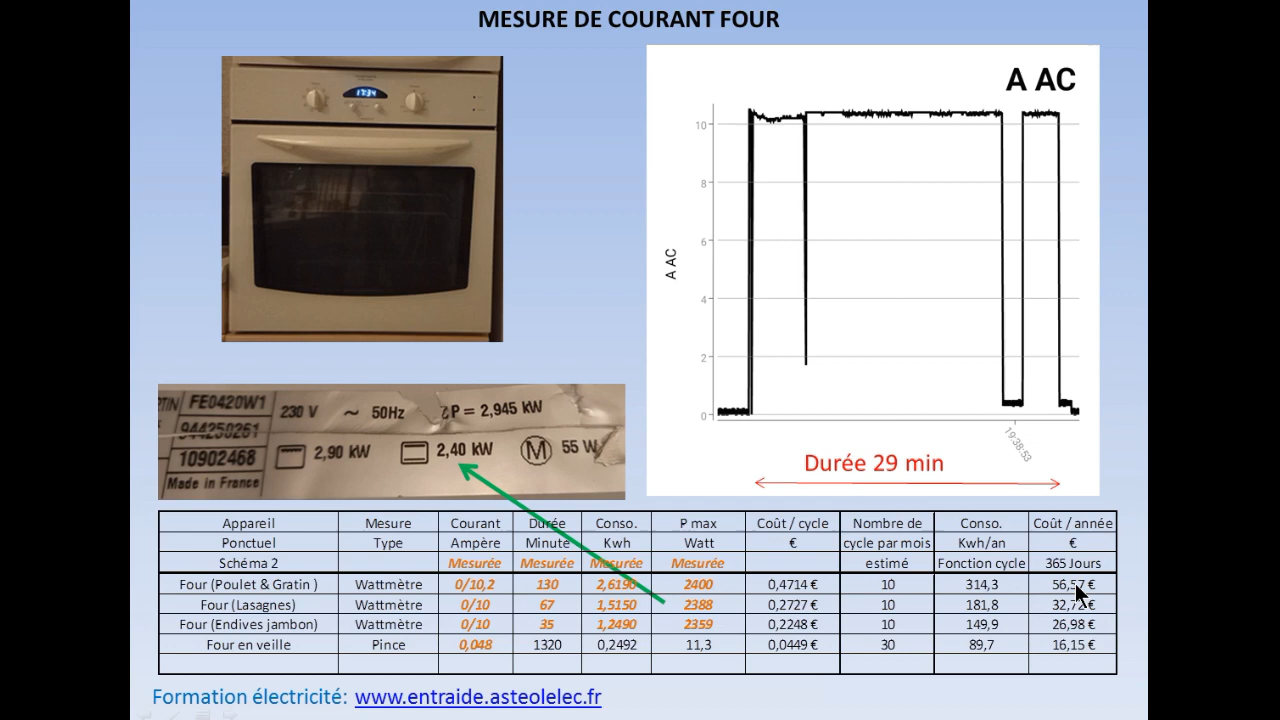 MESURE DE COURANT FOUR
17:34
A AC
10
8
6
4
2
0
A AC
19:38:53
Durée 29 min
TIN FE0420W1 230 V ~ 50Hz P = 2,945 KW
944250261
10902468 2,90 kW 2,40 kW M 55 W
Made in France
Appareil Mesure Courant Durée Conso. P max Coût / cycle Nombre de Conso. Coût / année
Ponctuel Type Ampère Minute Kwh Watt € cycle par mois Kwh/an €
Schéma 2 Mesurée Mesurée Mesurée Mesurée estimé Fonction cycle 365 Jours
Four (Poulet & Gratin ) Wattmètre 0/10,2 130 2,6190 2400 0,4714 € 10 314,3 56,57 €
Four (Lasagnes) Wattmètre 0/10 67 1,5150 2388 0,2727 € 10 181,8 32,72 €
Four (Endives jambon) Wattmètre 0/10 35 1,2490 2359 0,2248 € 10 149,9 26,98 €
Four en veille Pince 0,048 1320 0,2492 11,3 0,0449 € 30 89,7 16,15 €
Formation électricité: www.entraide.asteolelec.fr